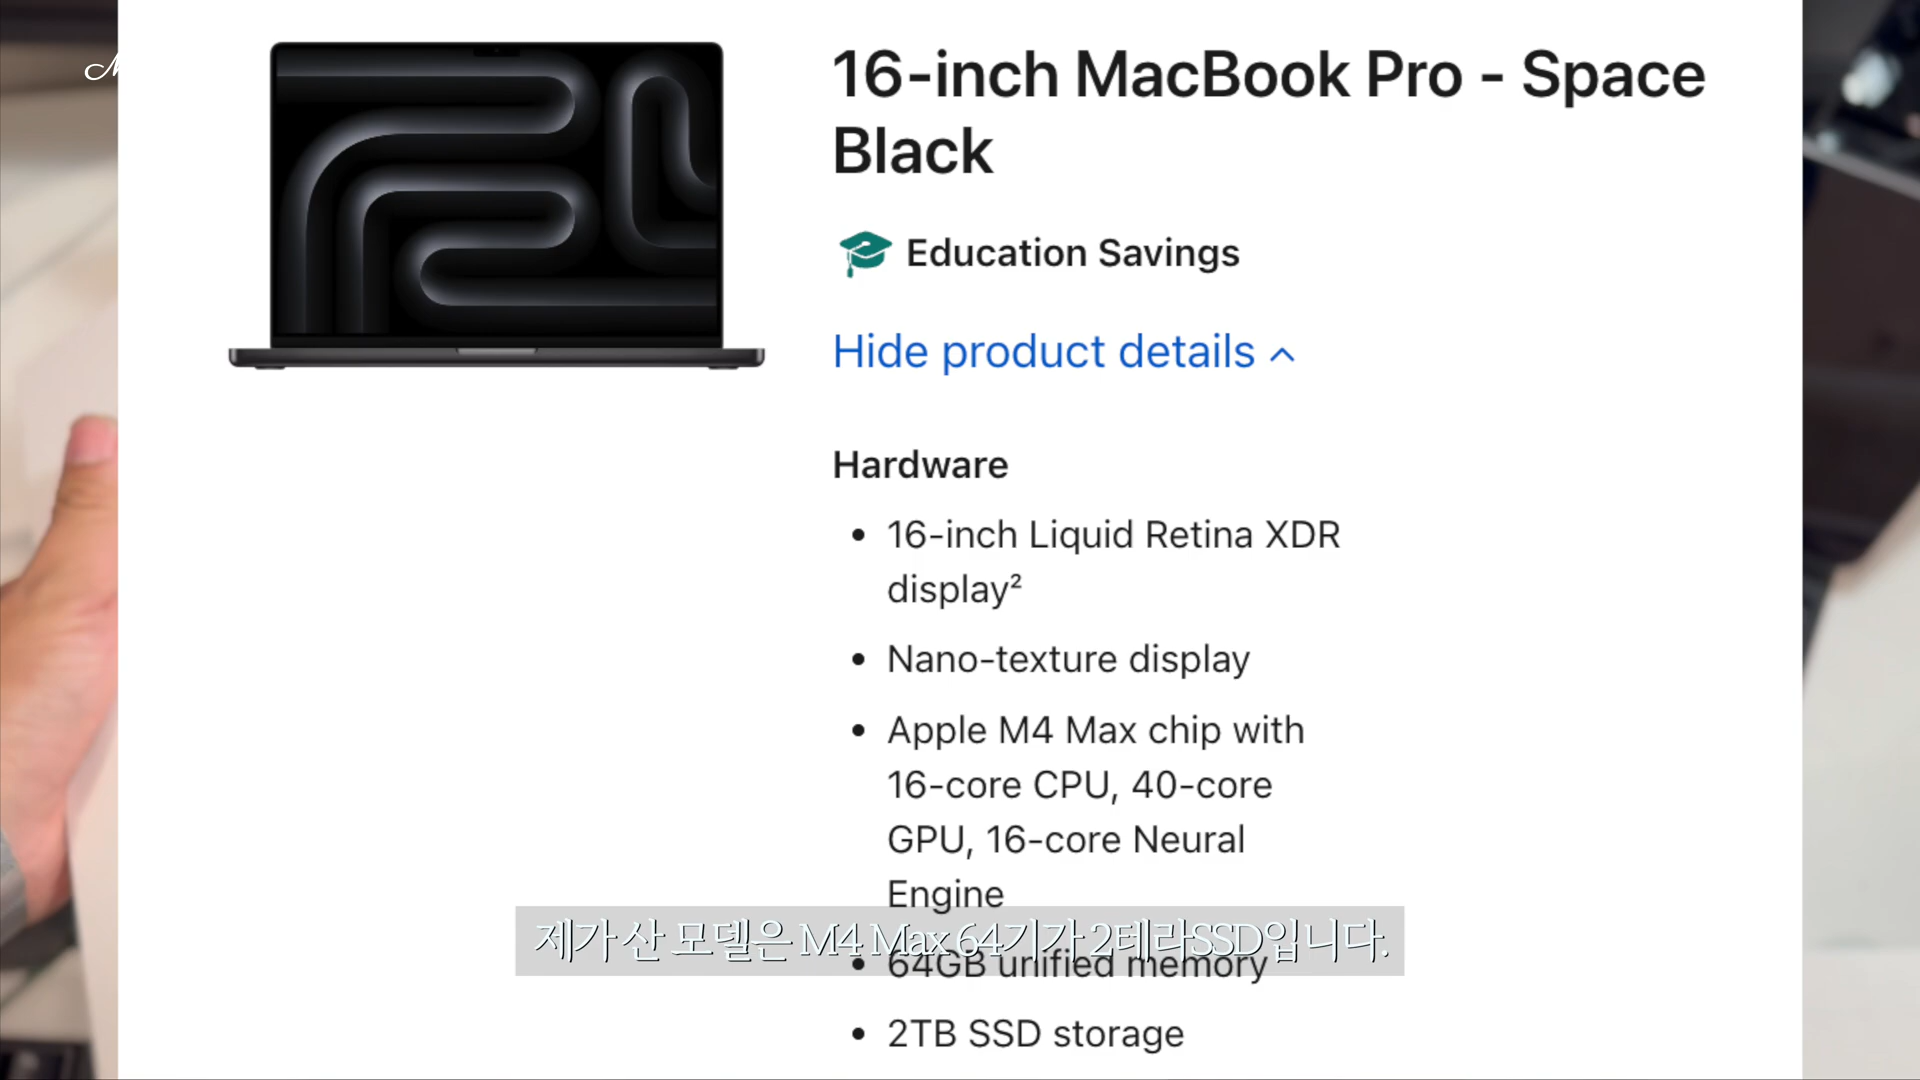 16-inch MacBook Pro - Space
Black
Education Savings
Hide product details
Hardware
• 16-inch Liquid Retina XDR
display²
• Nano-texture display
• Apple M4 Max chip with
16-core CPU, 40-core
GPU, 16-core Neural
Engine
제가 산 모델은 M4 Max 64기가 2테라SSD입니다.
• 64GB unified memory
• 2TB SSD storage